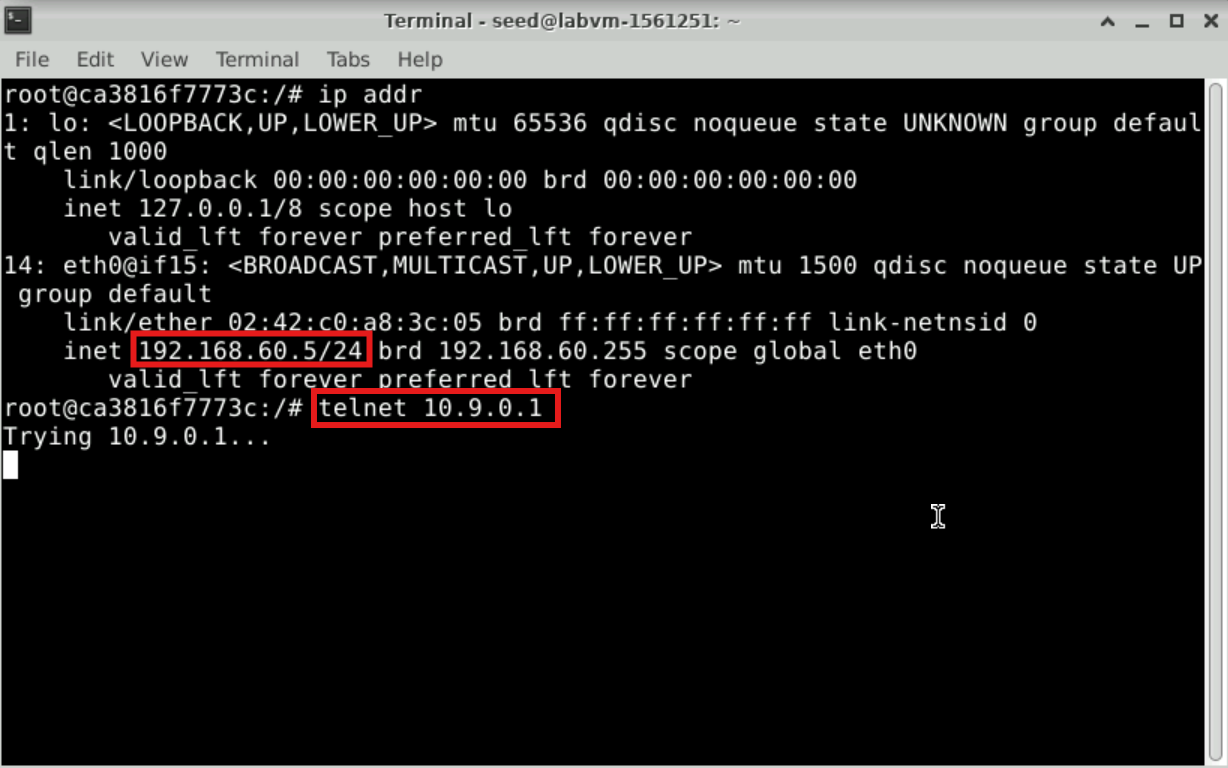 Terminal - seed@labvm-1561251: ~
File Edit View Terminal Tabs Help
root@ca3816f7773c:/# ip addr
1: lo: <LOOPBACK,UP,LOWER_UP> mtu 65536 qdisc noqueue state UNKNOWN group defaul
t qlen 1000
    link/loopback 00:00:00:00:00:00 brd 00:00:00:00:00:00
    inet 127.0.0.1/8 scope host lo
       valid_lft forever preferred_lft forever
14: eth0@if15: <BROADCAST,MULTICAST,UP,LOWER_UP> mtu 1500 qdisc noqueue state UP
 group default
    link/ether 02:42:c0:a8:3c:05 brd ff:ff:ff:ff:ff:ff link-netnsid 0
    inet 192.168.60.5/24 brd 192.168.60.255 scope global eth0
       valid_lft forever preferred_lft forever
root@ca3816f7773c:/# telnet 10.9.0.1
Trying 10.9.0.1...